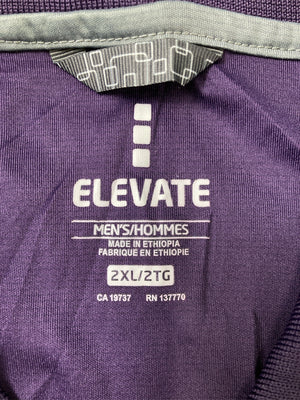 ELEVATE
MEN'S/HOMMES
MADE IN ETHIOPIA
FABRIQUE EN ETHIOPIE
2XL/2TG
CA 19737 RN 137770